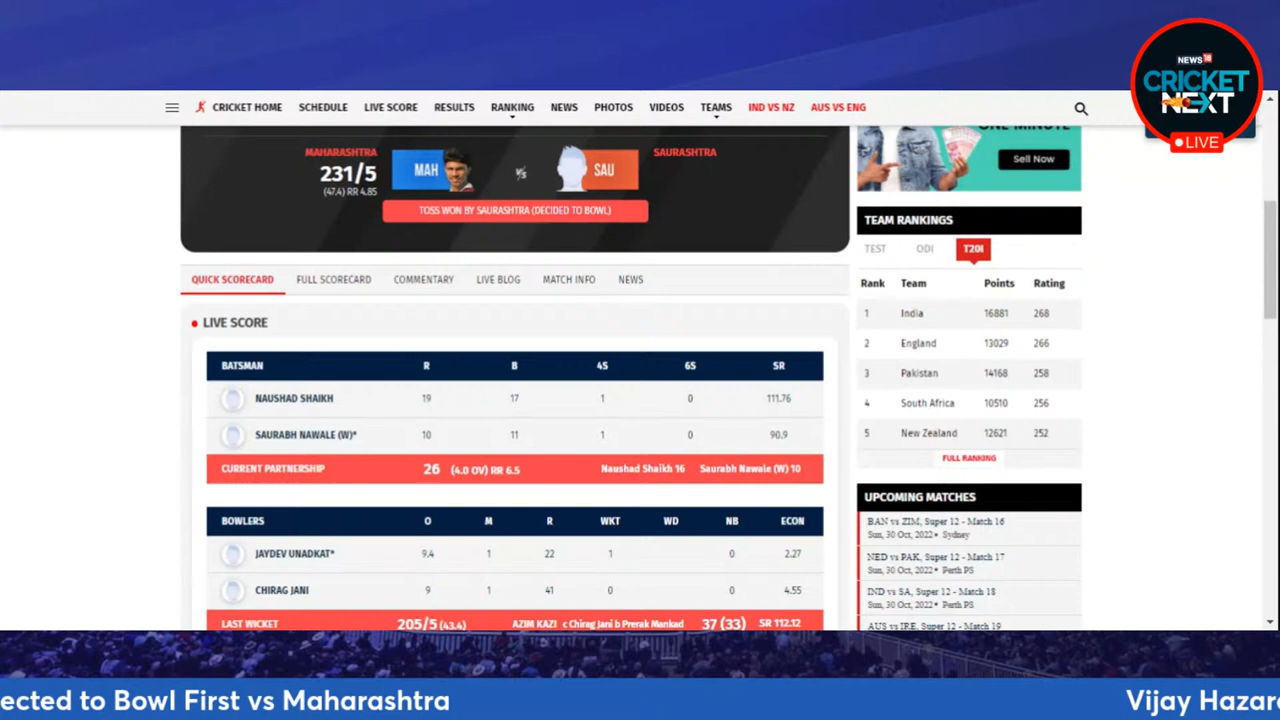 NEWS18
CRICKET
NEXT
LIVE
CRICKET HOME SCHEDULE LIVE SCORE RESULTS RANKING NEWS PHOTOS VIDEOS TEAMS IND VS NZ AUS VS ENG
MAHARASHTRA
231/5
(47.4) RR 4.85
MAH
V/S
SAU
SAURASHTRA
TOSS WON BY SAURASHTRA (DECIDED TO BOWL)
ONE MINUTE
Sell Now
QUICK SCORECARD FULL SCORECARD COMMENTARY LIVE BLOG MATCH INFO NEWS
LIVE SCORE
BATSMAN R B 4S 6S SR
NAUSHAD SHAIKH 19 17 1 0 111.76
SAURABH NAWALE (W)* 10 11 1 0 90.9
CURRENT PARTNERSHIP 26 (4.0 OV) RR 6.5 Naushad Shaikh 16 Saurabh Nawale (W) 10
BOWLERS O M R WKT WD NB ECON
JAYDEV UNADKAT* 9.4 1 22 1 0 2.27
CHIRAG JANI 9 1 41 0 0 4.55
LAST WICKET 205/5 (43.4) AZIM KAZI c Chirag Jani b Prerak Mankad 37 (33) SR 112.12
TEAM RANKINGS
TEST ODI T20I
Rank Team Points Rating
1 India 16881 268
2 England 13029 266
3 Pakistan 14168 258
4 South Africa 10510 256
5 New Zealand 12621 252
FULL RANKING
UPCOMING MATCHES
BAN vs ZIM, Super 12 - Match 16
Sun, 30 Oct, 2022• Sydney
NED vs PAK, Super 12 - Match 17
Sun, 30 Oct, 2022• Perth PS
IND vs SA, Super 12 - Match 18
Sun, 30 Oct, 2022• Perth PS
AUS vs IRE, Super 12 - Match 19
ected to Bowl First vs Maharashtra
Vijay Hazar